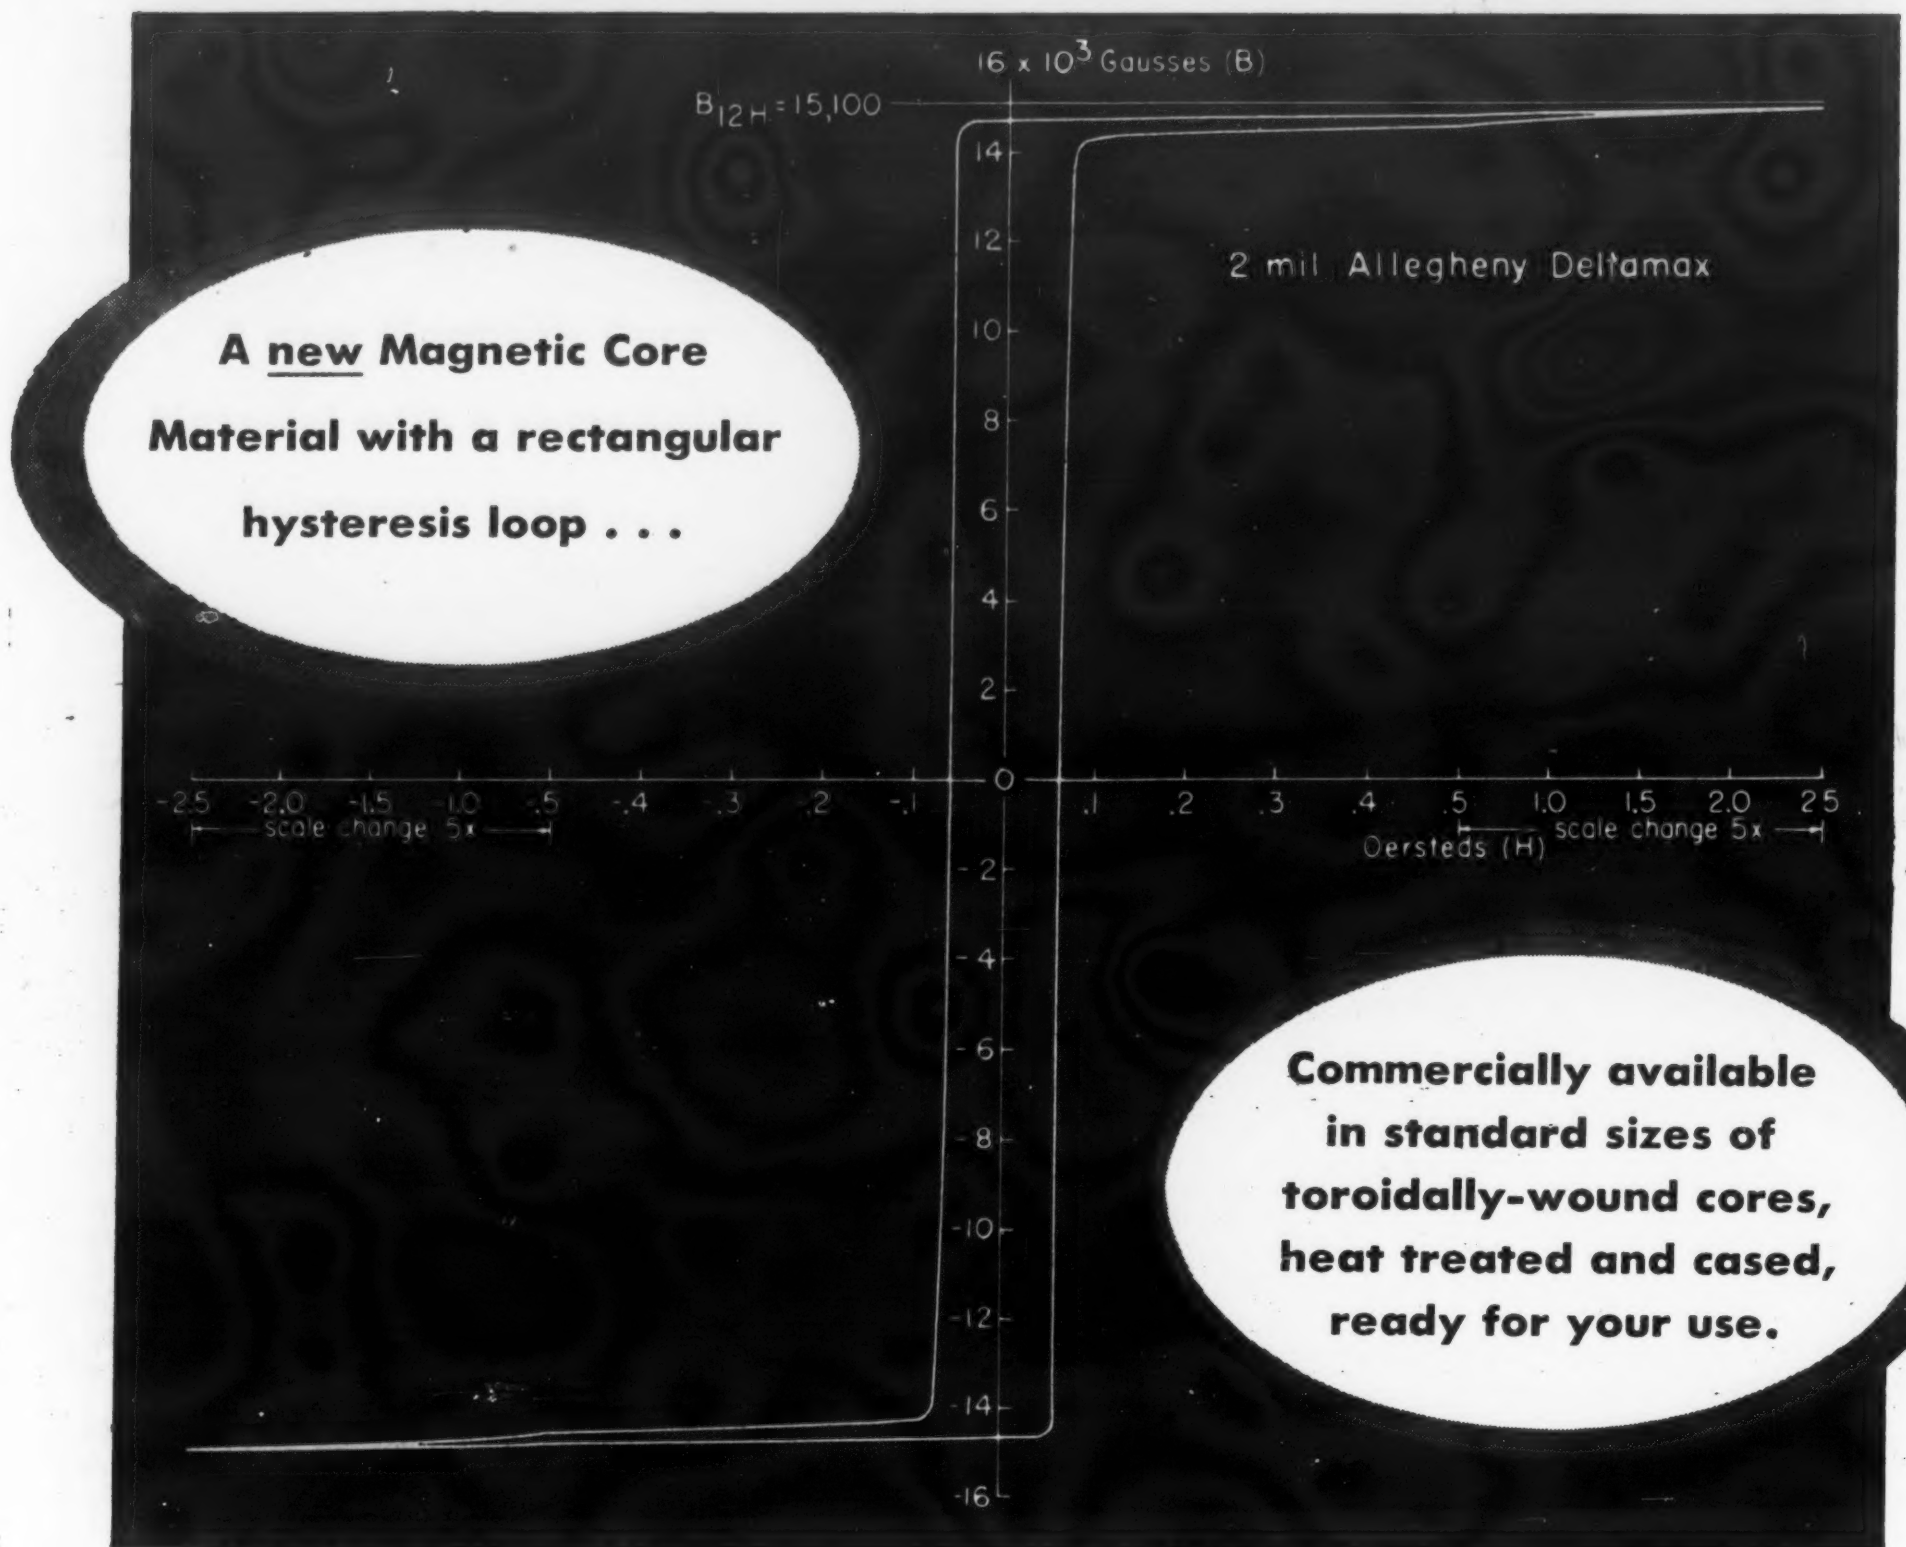 16 x 10³ Gausses (B)
B₁₂ H = 15,100
14
12
2 mil Allegheny Deltamax
A new Magnetic Core
Material with a rectangular
hysteresis loop . . .
10
8
6
4
2
0
-2.5 -2.0 -1.5 -1.0 -.5 -.4 -.3 -.2 -.1 .1 .2 .3 .4 .5 1.0 1.5 2.0 2.5
scale change 5x
scale change 5x
Oersteds (H)
-2
-4
-6
-8
-10
-12
-14
-16
Commercially available
in standard sizes of
toroidally-wound cores,
heat treated and cased,
ready for your use.